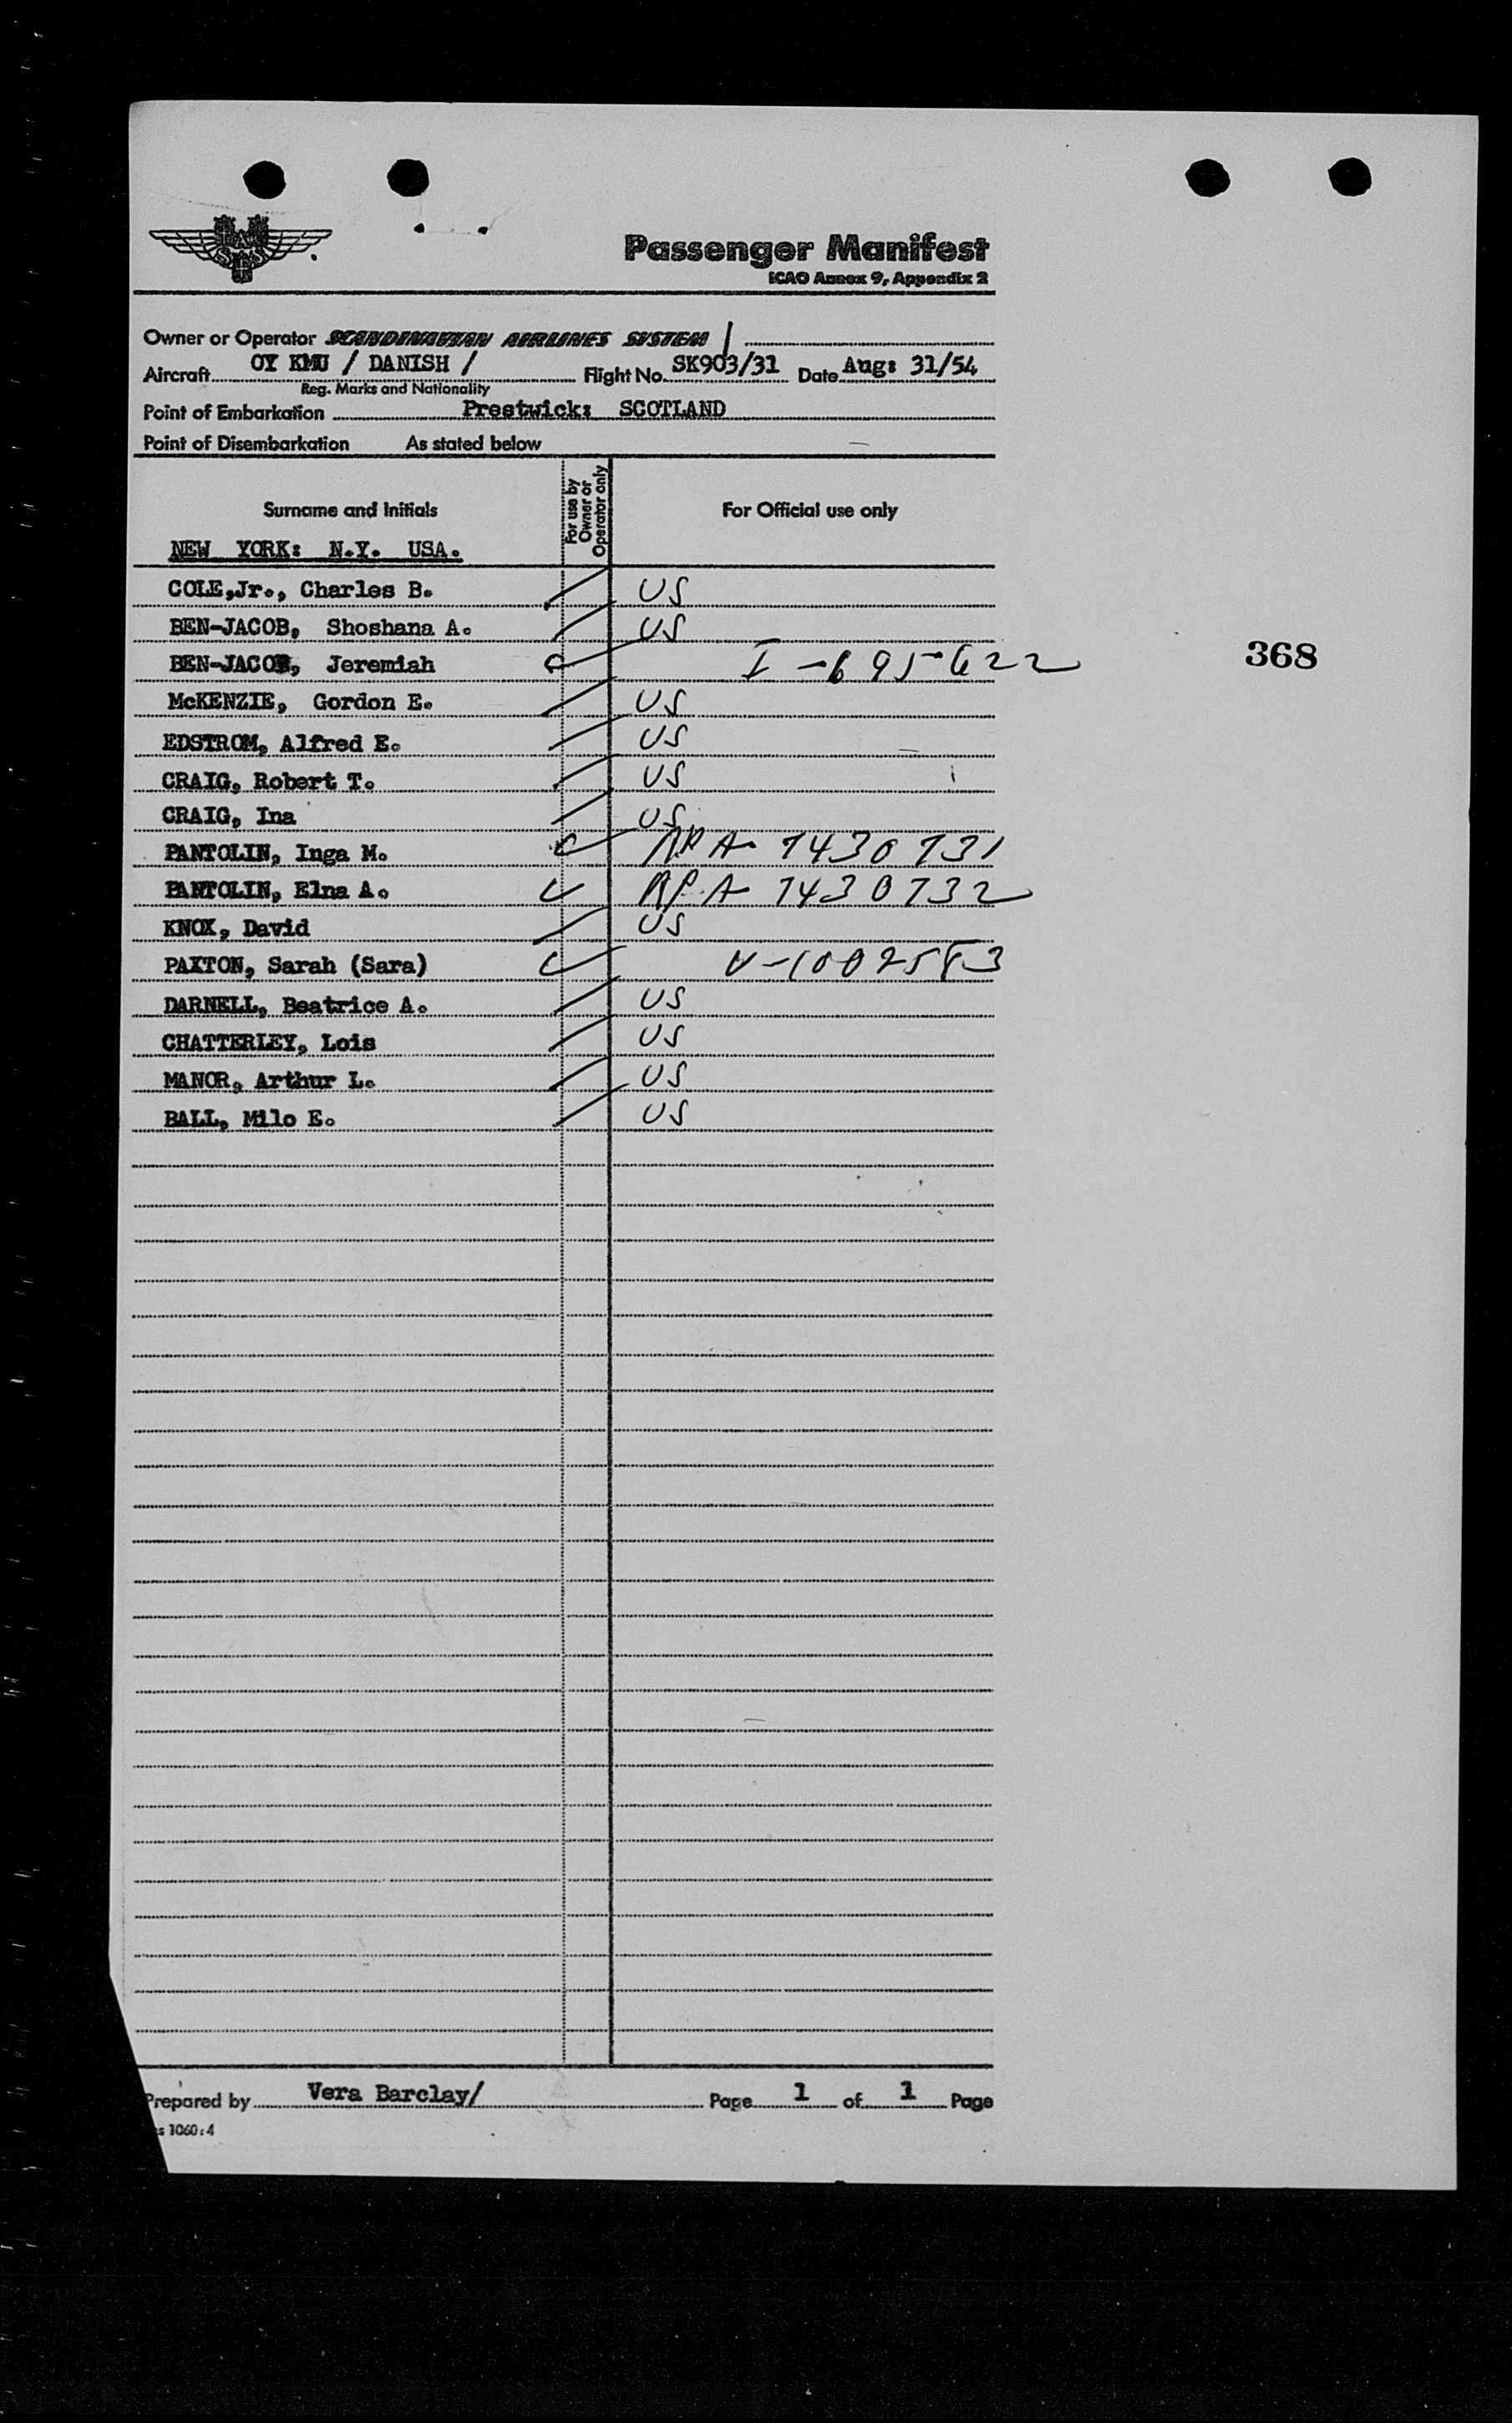 Passenger Manifest
ICAO Annex 9, Appendix 2
Owner or Operator SCANDINAVIAN AIRLINES SYSTEM /
Aircraft OY KMU / DANISH / Flight No. SK903/31 Date Aug: 31/54
Reg. Marks and Nationality
Point of Embarkation Prestwick: SCOTLAND
Point of Disembarkation As stated below
Surname and Initials For use by Owner or Operator only For Official use only
NEW YORK: N.Y. USA.
COLE,Jr., Charles B. US
BEN-JACOB, Shoshana A. US
BEN-JACOB, Jeremiah I-695622
368
McKENZIE, Gordon E. US
EDSTROM, Alfred E. US
CRAIG, Robert T. US
CRAIG, Ina US
PANTOLIN, Inga M. RPA 7430731
PANTOLIN, Elna A. RPA 7430732
KNOX, David US
PAXTON, Sarah (Sara) V-1002583
DARNELL, Beatrice A. US
CHATTERLEY, Lois US
MANOR, Arthur L. US
BALL, Milo E. US
Prepared by Vera Barclay/ Page 1 of 1 Page
s 1060:4